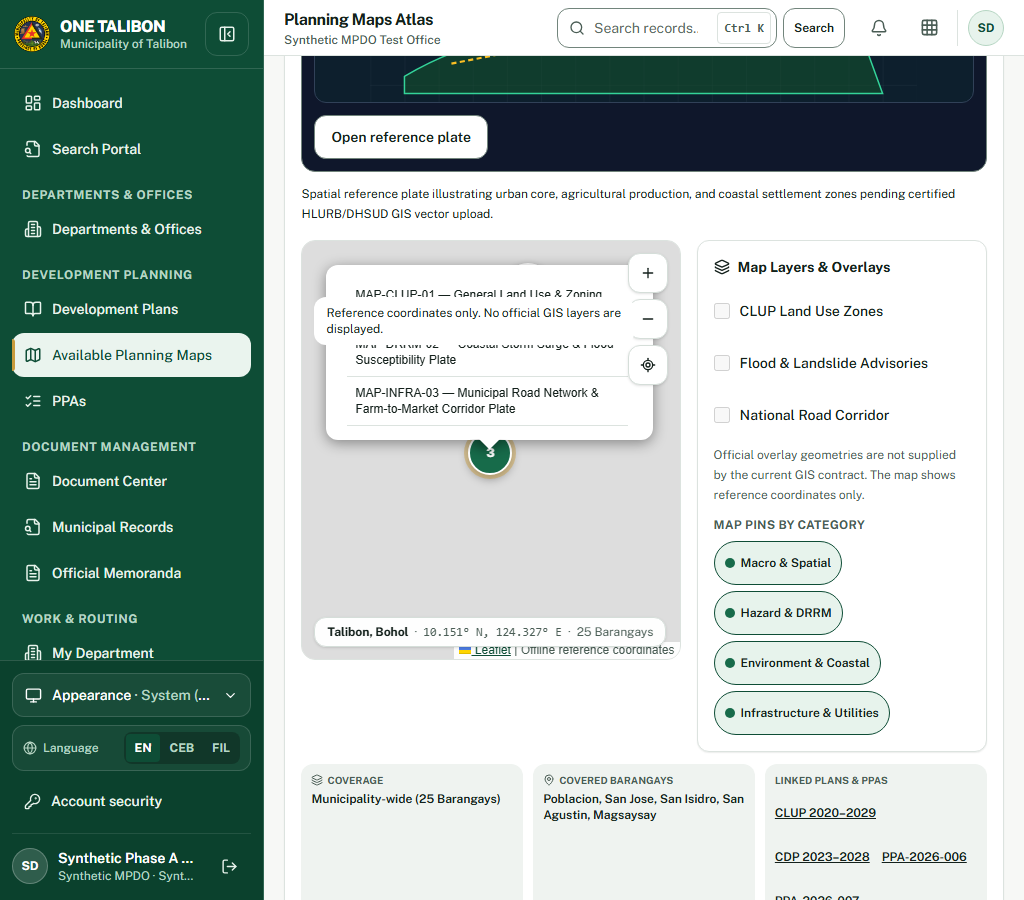 ONE TALIBON
Municipality of Talibon
Planning Maps Atlas
Synthetic MPDO Test Office
Search records..
Ctrl K
Search
SD
Dashboard
Search Portal
DEPARTMENTS & OFFICES
Departments & Offices
DEVELOPMENT PLANNING
Development Plans
Available Planning Maps
PPAs
DOCUMENT MANAGEMENT
Document Center
Municipal Records
Official Memoranda
WORK & ROUTING
My Department
Appearance · System (...
Language
EN CEB FIL
Account security
SD
Synthetic Phase A ...
Synthetic MPDO · Synt...
Open reference plate
Spatial reference plate illustrating urban core, agricultural production, and coastal settlement zones pending certified
HLURB/DHSUD GIS vector upload.
MAP-CLUP-01 — General Land Use & Zoning
Reference coordinates only. No official GIS layers are
displayed.
MAP-DRRM-02 — Coastal Storm Surge & Flood
Susceptibility Plate
MAP-INFRA-03 — Municipal Road Network &
Farm-to-Market Corridor Plate
+
−
3
Talibon, Bohol · 10.151° N, 124.327° E · 25 Barangays
Leaflet | Offline reference coordinates
Map Layers & Overlays
CLUP Land Use Zones
Flood & Landslide Advisories
National Road Corridor
Official overlay geometries are not supplied
by the current GIS contract. The map shows
reference coordinates only.
MAP PINS BY CATEGORY
Macro & Spatial
Hazard & DRRM
Environment & Coastal
Infrastructure & Utilities
COVERAGE
Municipality-wide (25 Barangays)
COVERED BARANGAYS
Poblacion, San Jose, San Isidro, San
Agustin, Magsaysay
LINKED PLANS & PPAS
CLUP 2020–2029
CDP 2023–2028 PPA-2026-006
PPA-2026-007